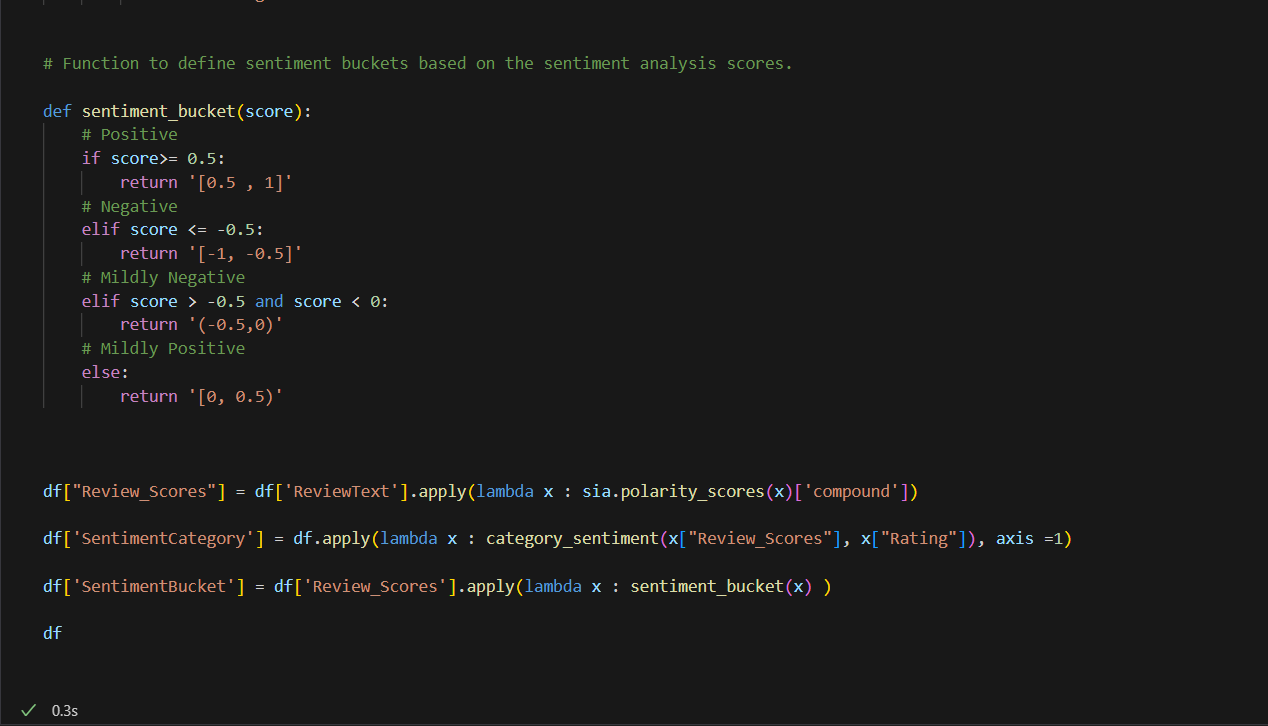 # Function to define sentiment buckets based on the sentiment analysis scores.
def sentiment_bucket(score):
    # Positive
    if score>= 0.5:
        return '[0.5 , 1]'
    # Negative
    elif score <= -0.5:
        return '[-1, -0.5]'
    # Mildly Negative
    elif score > -0.5 and score < 0:
        return '(-0.5,0)'
    # Mildly Positive
    else:
        return '[0, 0.5)'
df["Review_Scores"] = df['ReviewText'].apply(lambda x : sia.polarity_scores(x)['compound'])
df['SentimentCategory'] = df.apply(lambda x : category_sentiment(x["Review_Scores"], x["Rating"]), axis =1)
df['SentimentBucket'] = df['Review_Scores'].apply(lambda x : sentiment_bucket(x) )
df
0.3s